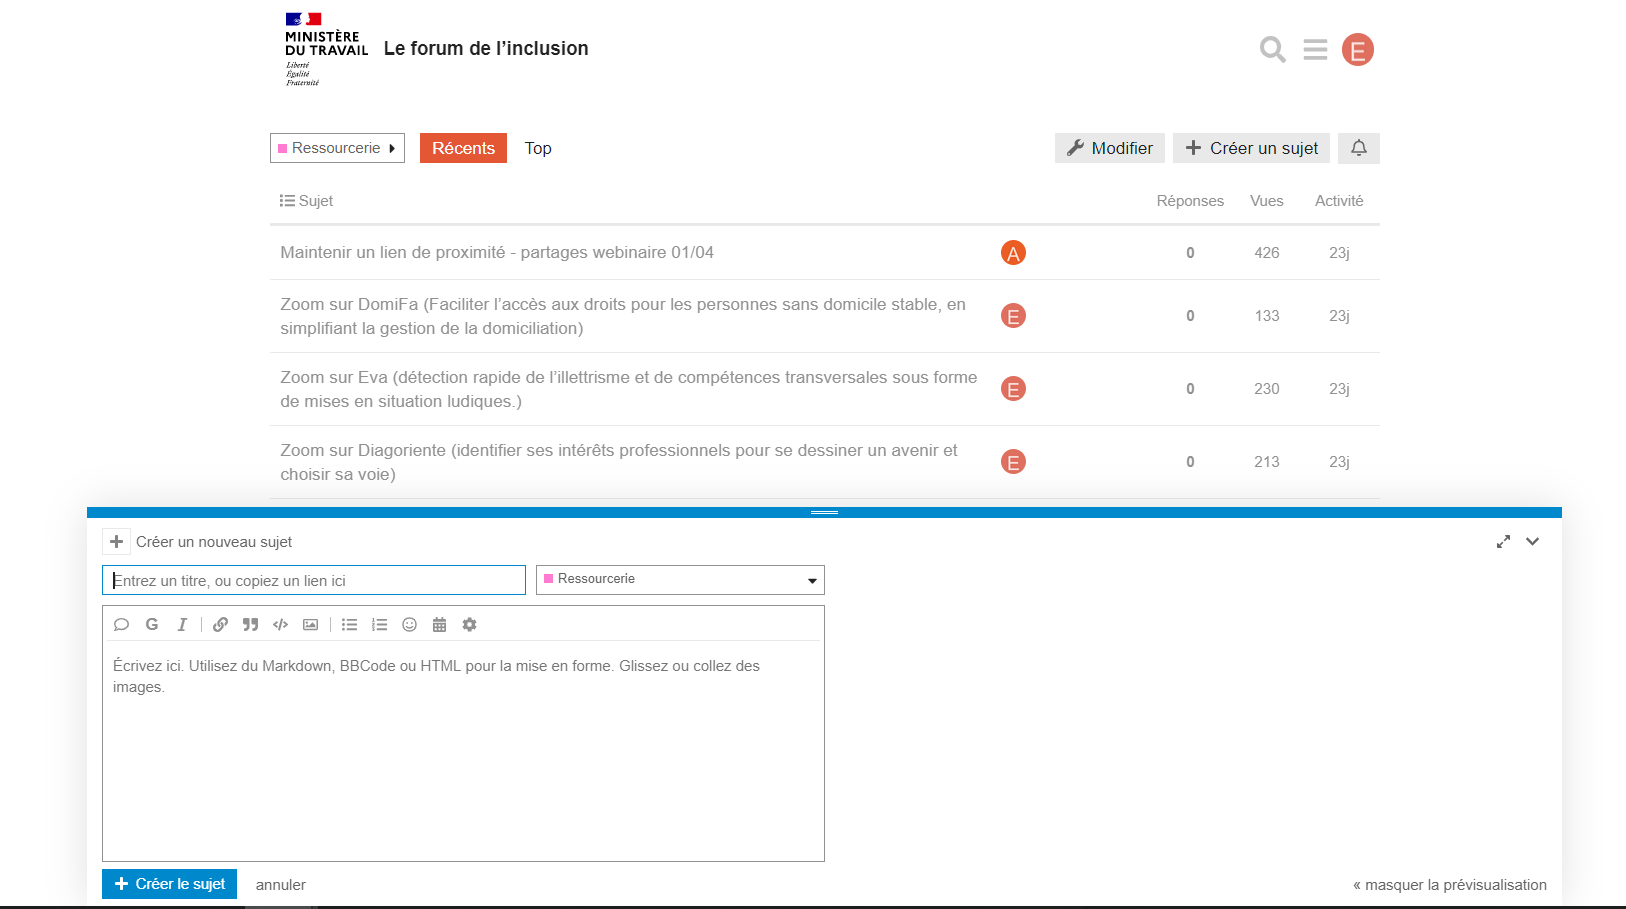 MINISTÈRE
DU TRAVAIL
Liberté
Égalité
Fraternité
Le forum de l’inclusion
E
Ressourcerie
Récents
Top
Modifier
Créer un sujet
Sujet
Réponses
Vues
Activité
Maintenir un lien de proximité - partages webinaire 01/04
A
0
426
23j
Zoom sur DomiFa (Faciliter l’accès aux droits pour les personnes sans domicile stable, en
simplifiant la gestion de la domiciliation)
E
0
133
23j
Zoom sur Eva (détection rapide de l’illettrisme et de compétences transversales sous forme
de mises en situation ludiques.)
E
0
230
23j
Zoom sur Diagoriente (identifier ses intérêts professionnels pour se dessiner un avenir et
choisir sa voie)
E
0
213
23j
Créer un nouveau sujet
Entrez un titre, ou copiez un lien ici
Ressourcerie
G
I
Écrivez ici. Utilisez du Markdown, BBCode ou HTML pour la mise en forme. Glissez ou collez des
images.
Créer le sujet
annuler
« masquer la prévisualisation